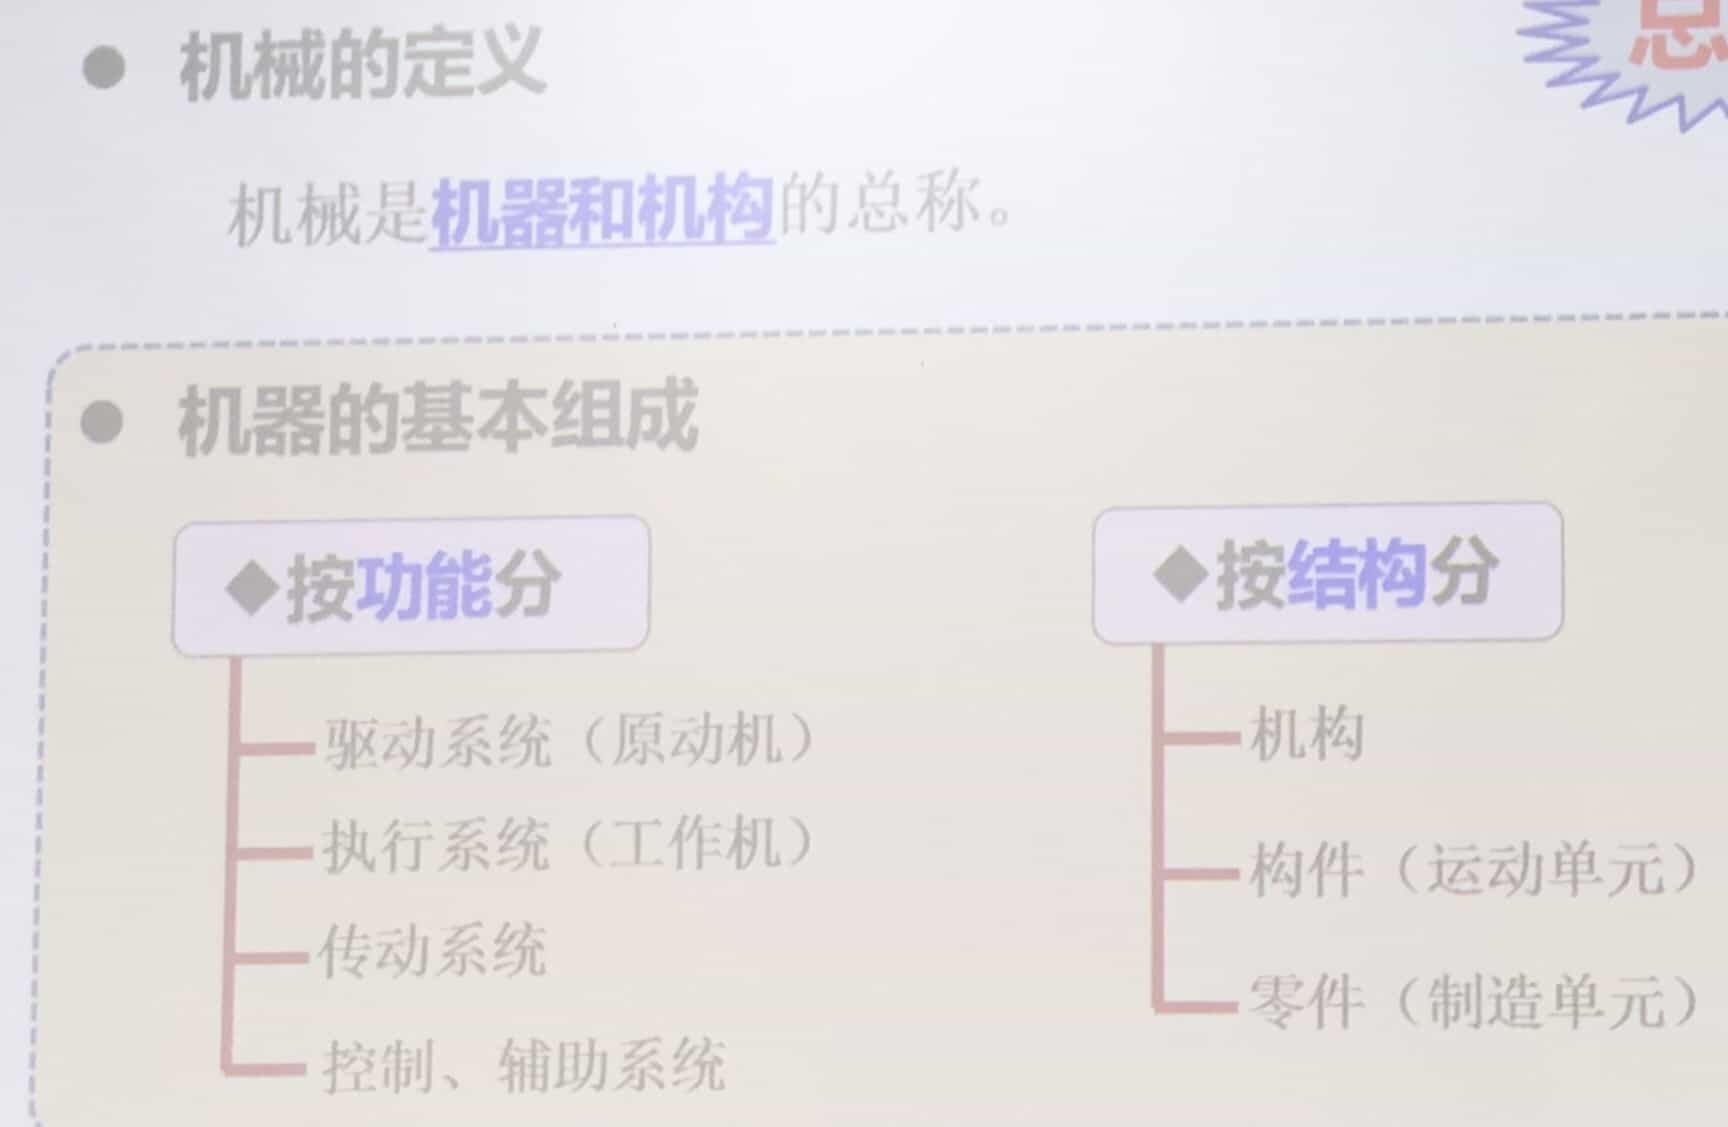 ● 机械的定义
总
机械是机器和机构的总称。
● 机器的基本组成
◆按功能分
驱动系统（原动机）
执行系统（工作机）
传动系统
控制、辅助系统
◆按结构分
机构
构件（运动单元）
零件（制造单元）